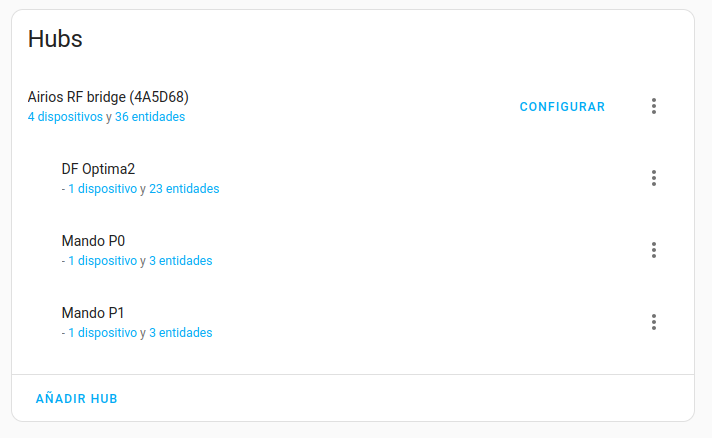 Hubs
Airios RF bridge (4A5D68)
4 dispositivos y 36 entidades
CONFIGURAR
DF Optima2
- 1 dispositivo y 23 entidades
Mando P0
- 1 dispositivo y 3 entidades
Mando P1
- 1 dispositivo y 3 entidades
AÑADIR HUB